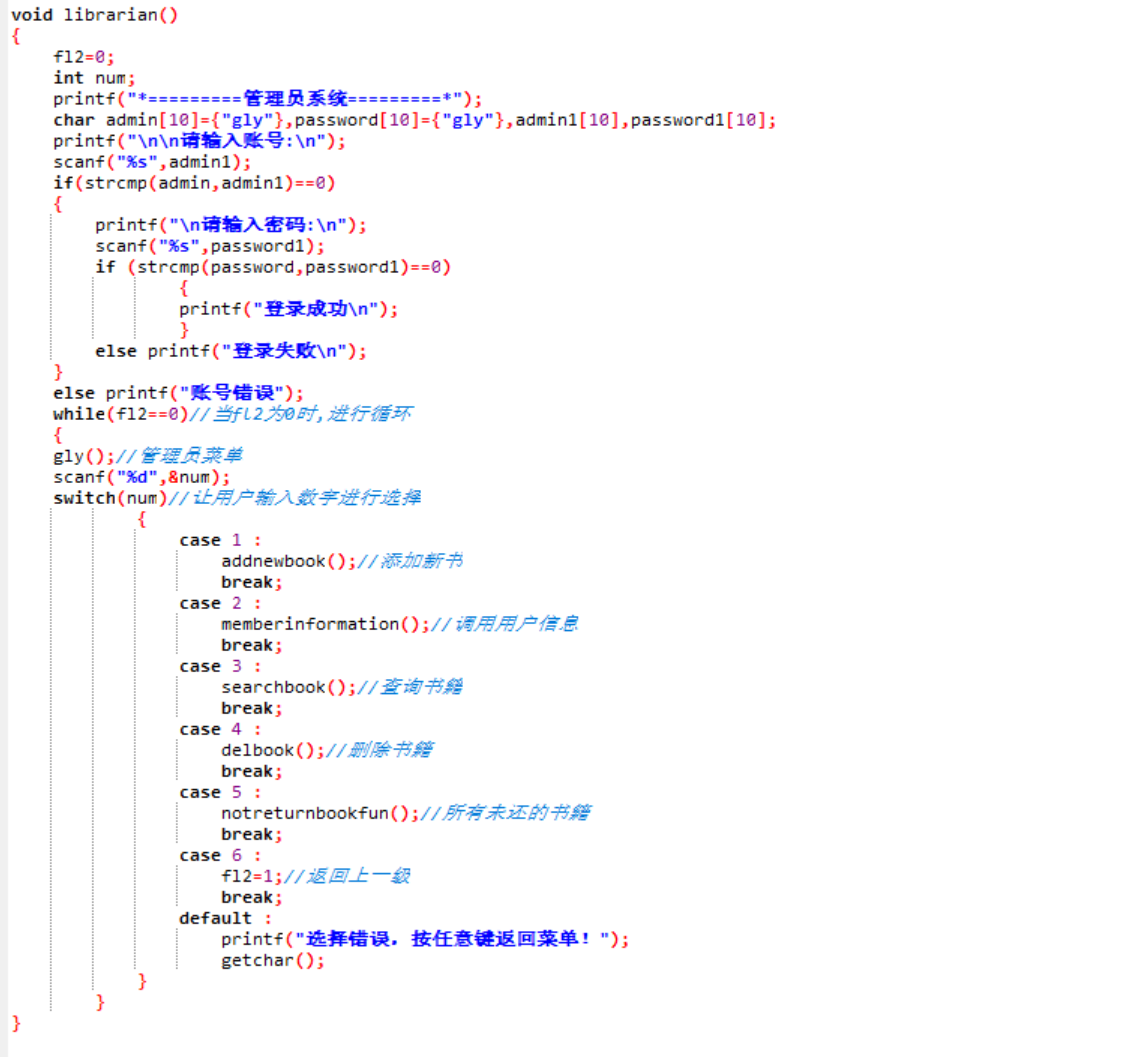 void librarian()
{
    fl2=0;
    int num;
    printf("*=========管理员系统=========*");
    char admin[10]={"gly"},password[10]={"gly"},admin1[10],password1[10];
    printf("\n\n请输入账号:\n");
    scanf("%s",admin1);
    if(strcmp(admin,admin1)==0)
    {
        printf("\n请输入密码:\n");
        scanf("%s",password1);
        if (strcmp(password,password1)==0)
                {
                printf("登录成功\n");
                }
        else printf("登录失败\n");
    }
    else printf("账号错误");
    while(fl2==0)//当fl2为0时,进行循环
    {
    gly();//管理员菜单
    scanf("%d",&num);
    switch(num)//让用户输入数字进行选择
            {
                case 1 :
                    addnewbook();//添加新书
                    break;
                case 2 :
                    memberinformation();//调用用户信息
                    break;
                case 3 :
                    searchbook();//查询书籍
                    break;
                case 4 :
                    delbook();//删除书籍
                    break;
                case 5 :
                    notreturnbookfun();//所有未还的书籍
                    break;
                case 6 :
                    fl2=1;//返回上一级
                    break;
                default :
                    printf("选择错误，按任意键返回菜单！");
                    getchar();
            }
        }
}